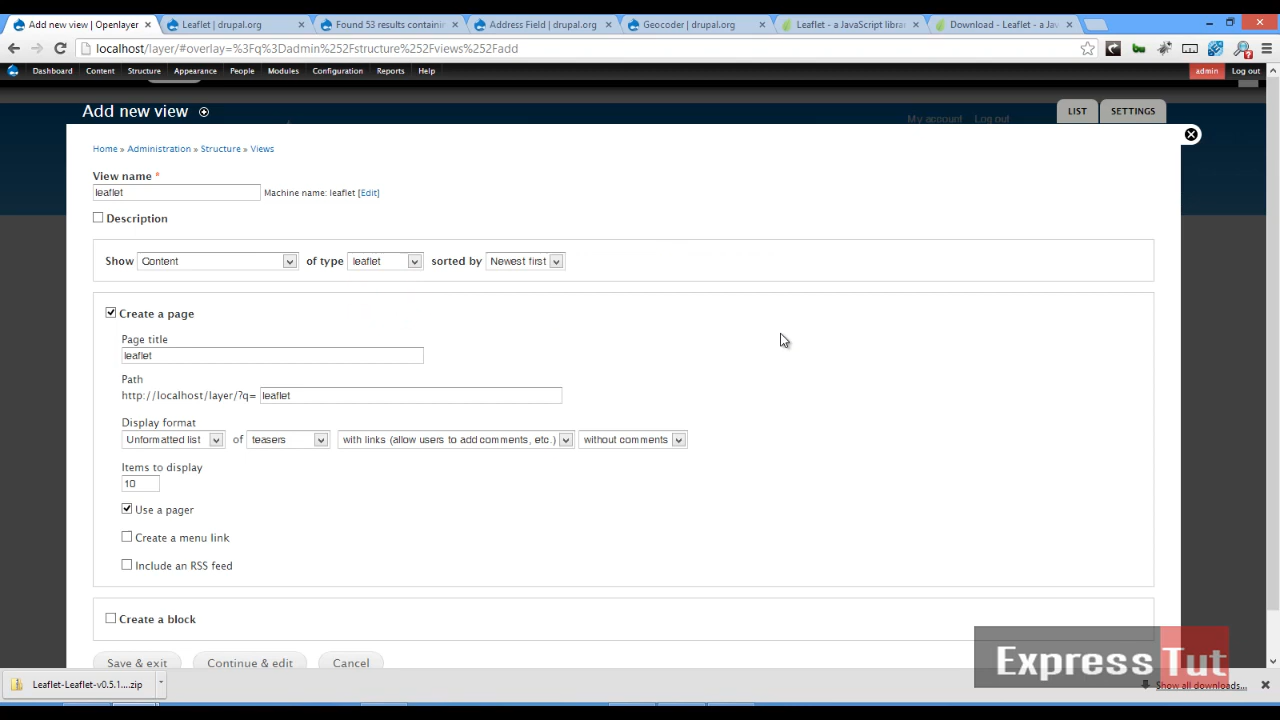 Add new view | Openlayer
Leaflet | drupal.org
Found 53 results containin
Address Field | drupal.org
Geocoder | drupal.org
Leaflet - a JavaScript librar
Download - Leaflet - a Jav
localhost/layer/#overlay=%3Fq%3Dadmin%252Fstructure%252Fviews%252Fadd
Dashboard Content Structure Appearance People Modules Configuration Reports Help admin Log out
Add new view
My account Log out
LIST SETTINGS
Home » Administration » Structure » Views
View name *
leaflet Machine name: leaflet [Edit]
Description
Show Content of type leaflet sorted by Newest first
Create a page
Page title
leaflet
Path
http://localhost/layer/?q= leaflet
Display format
Unformatted list of teasers with links (allow users to add comments, etc.) without comments
Items to display
10
Use a pager
Create a menu link
Include an RSS feed
Create a block
Save & exit Continue & edit Cancel
Express Tut
Leaflet-Leaflet-v0.5.1....zip
Show all downloads...